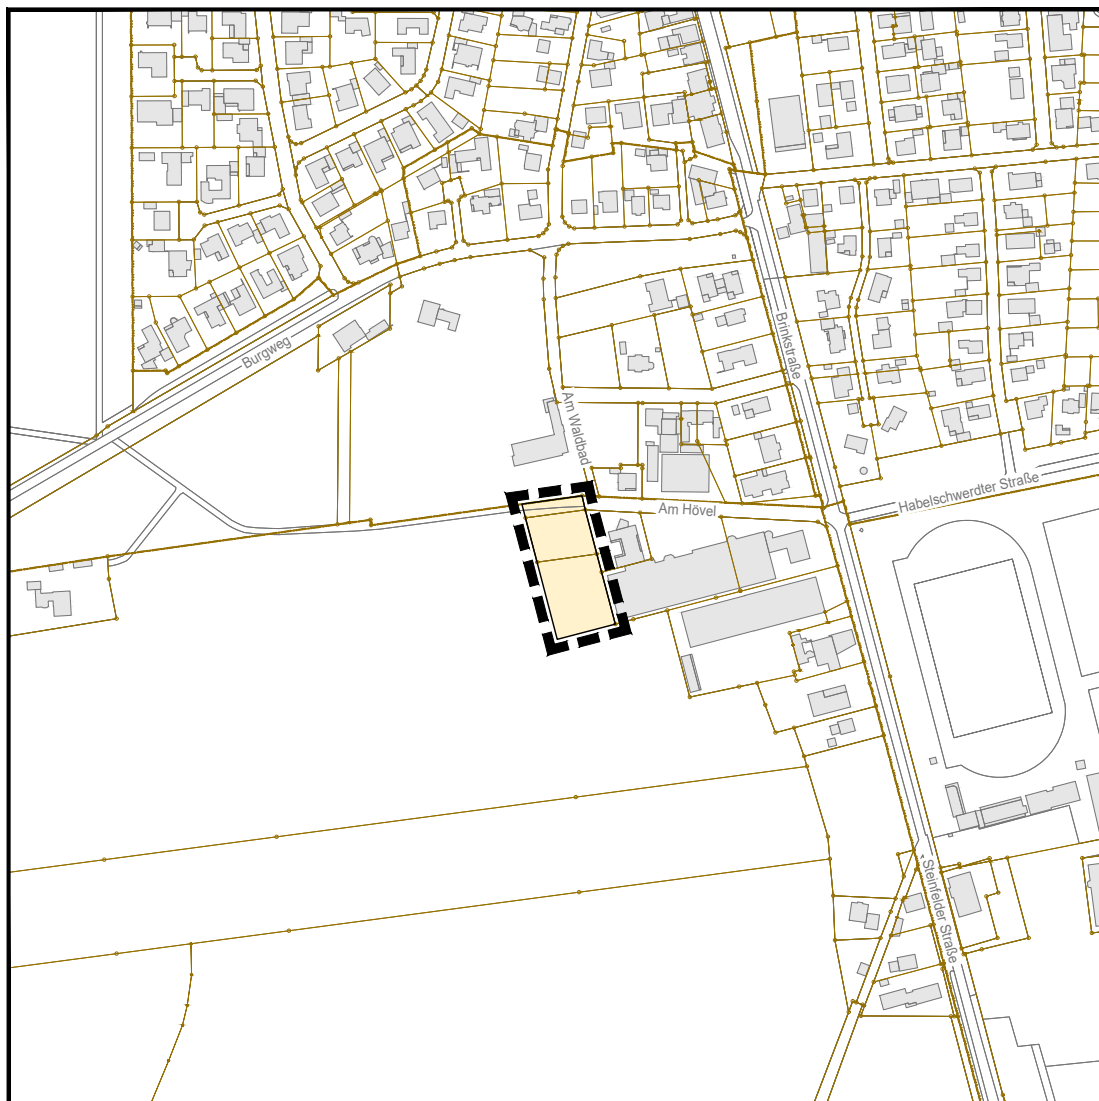 Burgweg
Brinkstraße
Am Waldbad
Habelschwerdter Straße
Am Hövel
Steinfelder Straße